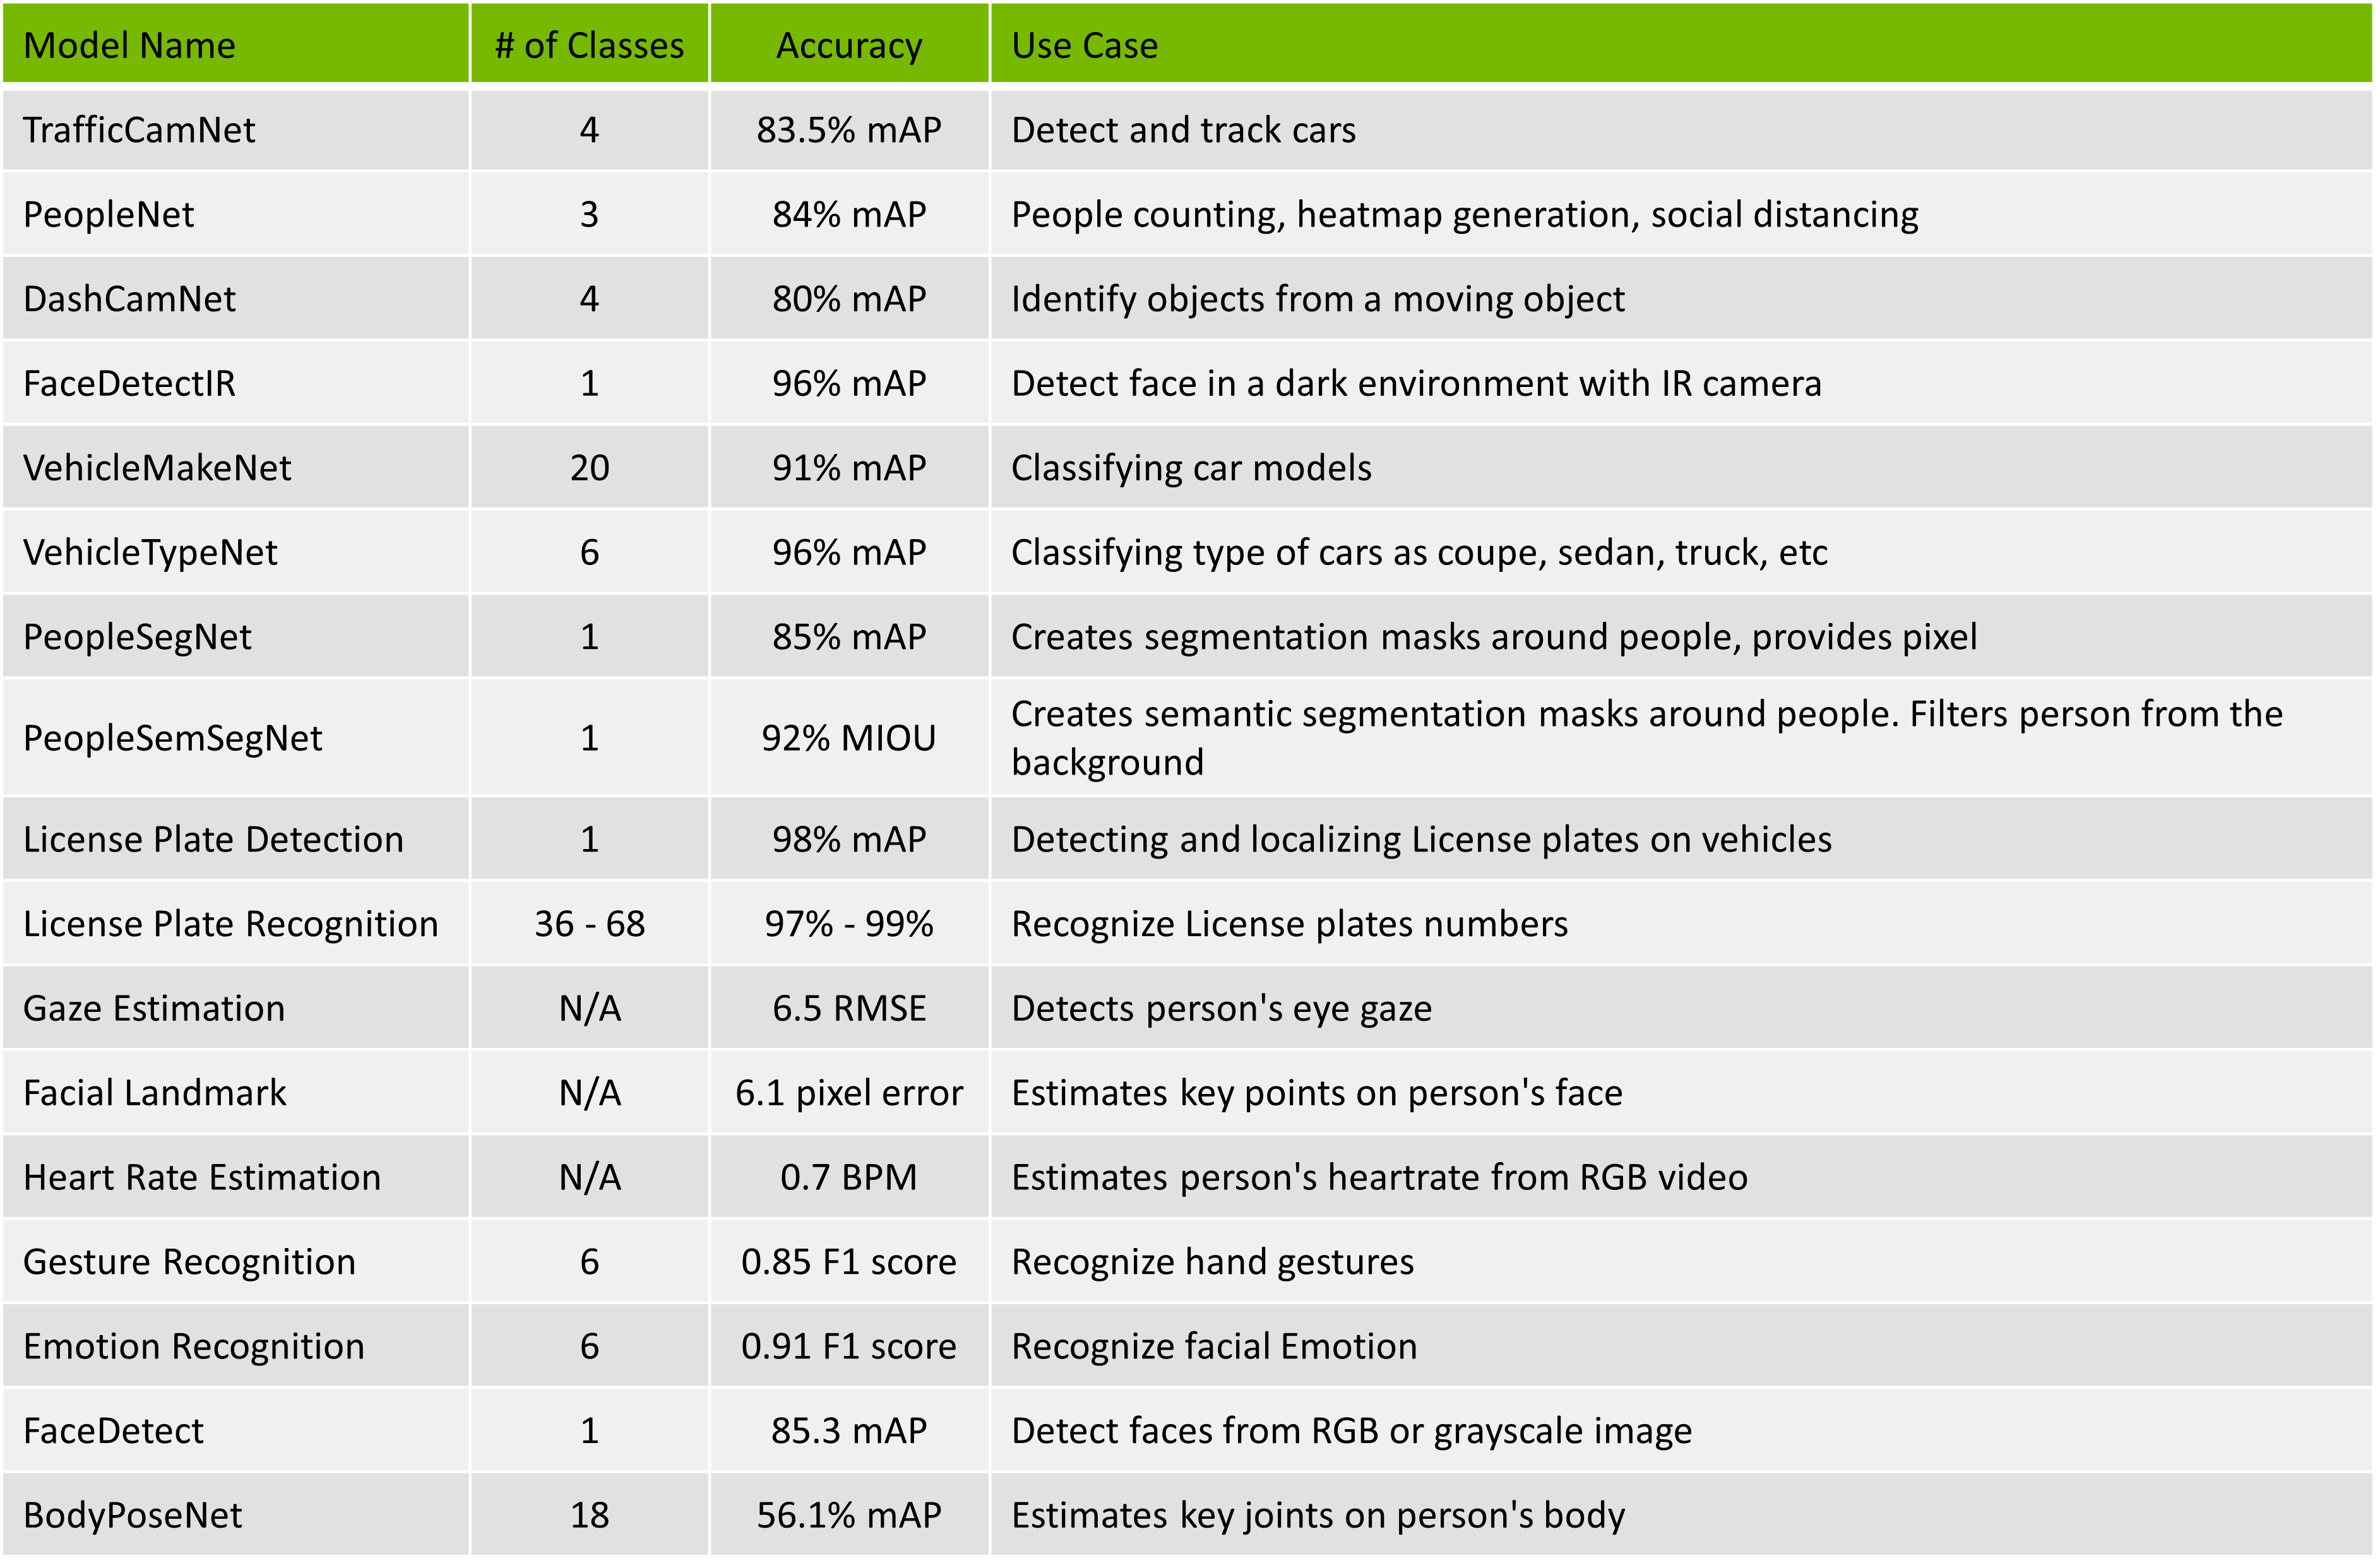 Model Name # of Classes Accuracy Use Case
TrafficCamNet 4 83.5% mAP Detect and track cars
PeopleNet 3 84% mAP People counting, heatmap generation, social distancing
DashCamNet 4 80% mAP Identify objects from a moving object
FaceDetectIR 1 96% mAP Detect face in a dark environment with IR camera
VehicleMakeNet 20 91% mAP Classifying car models
VehicleTypeNet 6 96% mAP Classifying type of cars as coupe, sedan, truck, etc
PeopleSegNet 1 85% mAP Creates segmentation masks around people, provides pixel
PeopleSemSegNet 1 92% MIOU Creates semantic segmentation masks around people. Filters person from the
background
License Plate Detection 1 98% mAP Detecting and localizing License plates on vehicles
License Plate Recognition 36 - 68 97% - 99% Recognize License plates numbers
Gaze Estimation N/A 6.5 RMSE Detects person's eye gaze
Facial Landmark N/A 6.1 pixel error Estimates key points on person's face
Heart Rate Estimation N/A 0.7 BPM Estimates person's heartrate from RGB video
Gesture Recognition 6 0.85 F1 score Recognize hand gestures
Emotion Recognition 6 0.91 F1 score Recognize facial Emotion
FaceDetect 1 85.3 mAP Detect faces from RGB or grayscale image
BodyPoseNet 18 56.1% mAP Estimates key joints on person's body